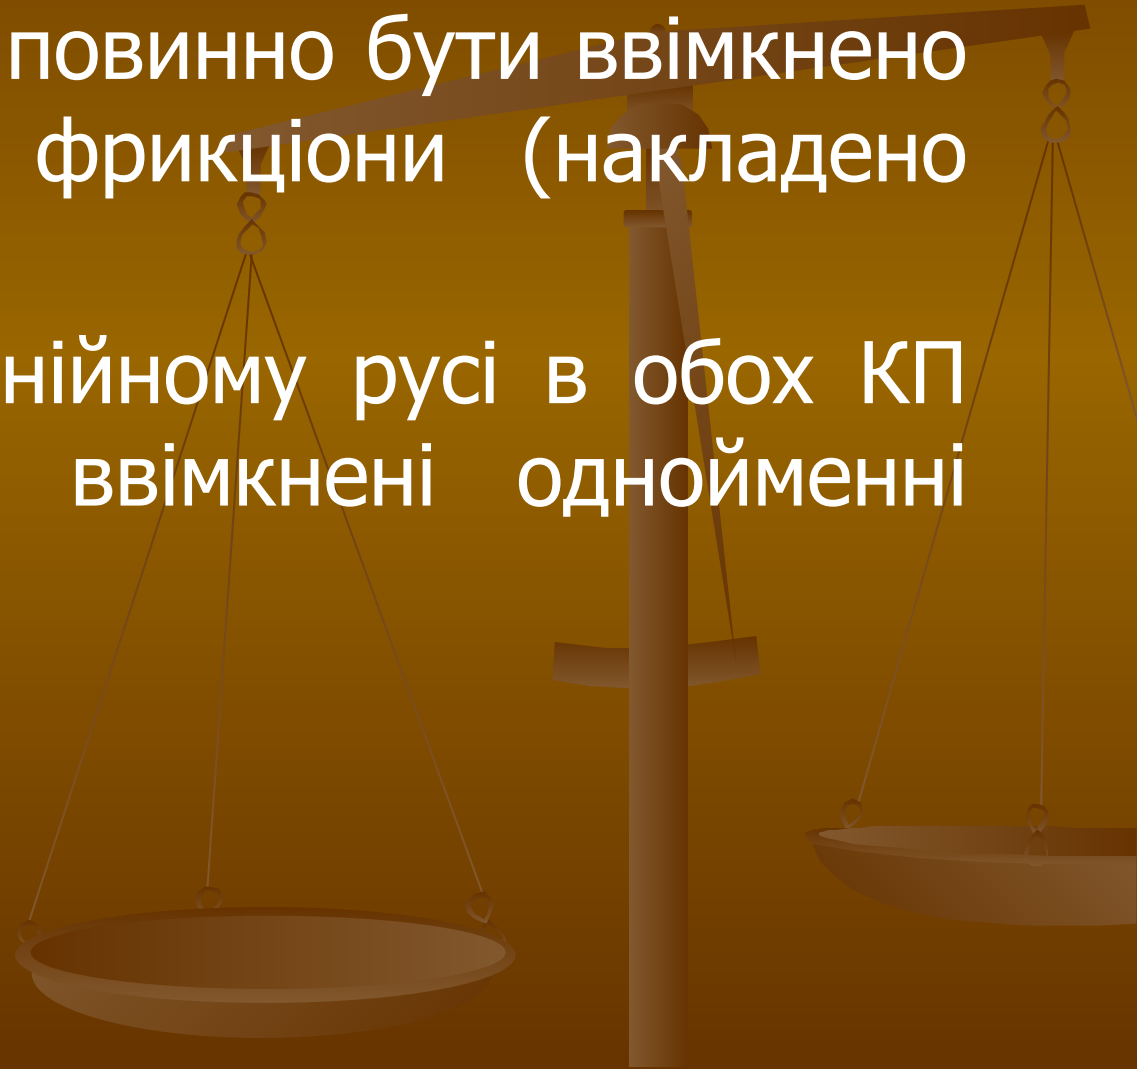 повинно бути ввімкнено
фрикціони (накладено
нійному русі в обох КП
ввімкнені однойменні